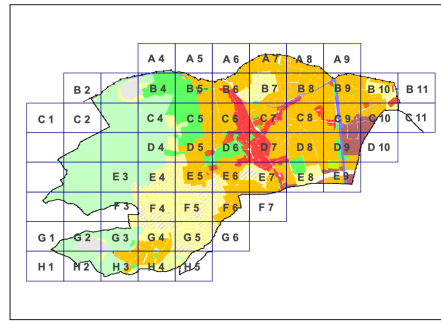 A 4 A 5 A 6 A 7 A 8 A 9
B 2 B 4 B 5 B 6 B 7 B 8 B 9 B 10 B 11
C 1 C 2 C 4 C 5 C 6 C 7 C 8 C 9 C 10 C 11
D 4 D 5 D 6 D 7 D 8 D 9 D 10
E 3 E 4 E 5 E 6 E 7 E 8 E 9
F 3 F 4 F 5 F 6 F 7
G 1 G 2 G 3 G 4 G 5 G 6
H 1 H 2 H 3 H 4 H 5